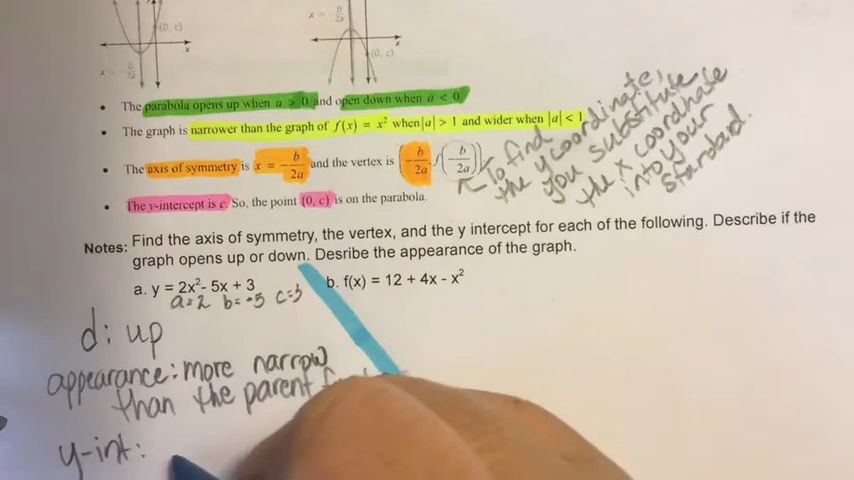 (0, c)
x = -b/2a
(0, c)
x
x
x = -b/2a
• The parabola opens up when a > 0 and open down when a < 0.
• The graph is narrower than the graph of f(x) = x² when |a| > 1 and wider when |a| < 1.
• The axis of symmetry is x = -b/2a and the vertex is (-b/2a, f(-b/2a)).
• The y-intercept is c. So, the point (0, c) is on the parabola.
To find
the y coordinate,
you substitute
the x coordinate
into your
standard.
Notes: Find the axis of symmetry, the vertex, and the y intercept for each of the following. Describe if the
graph opens up or down. Desribe the appearance of the graph.
a. y = 2x² - 5x + 3
b. f(x) = 12 + 4x - x²
a=2 b=-5 c=3
d: up
appearance: more narrow
than the parent
y-int: